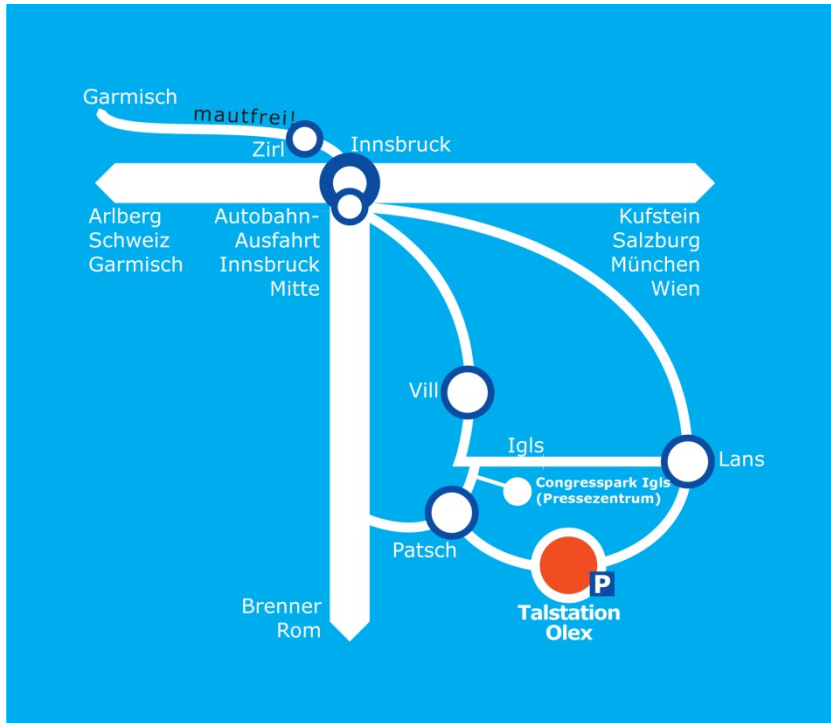 Garmisch
mautfrei!
Zirl
Innsbruck
Arlberg
Schweiz
Garmisch
Autobahn-
Ausfahrt
Innsbruck
Mitte
Kufstein
Salzburg
München
Wien
Vill
Igls
Lans
Congresspark Igls
(Pressezentrum)
Patsch
P
Talstation
Olex
Brenner
Rom